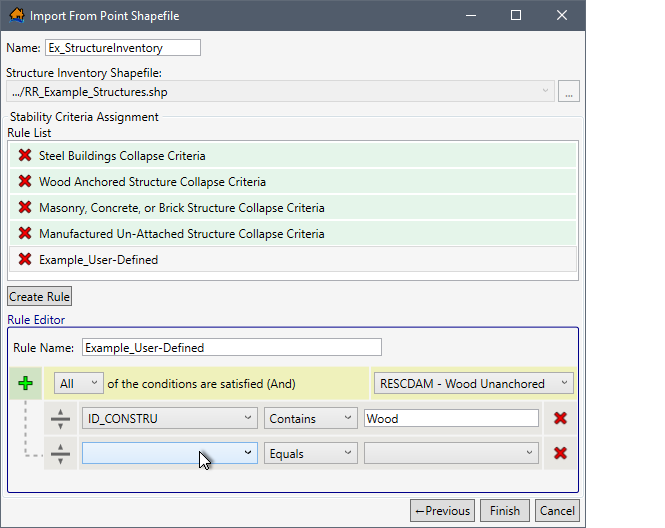 Import From Point Shapefile
Name: Ex_StructureInventory
Structure Inventory Shapefile:
.../RR_Example_Structures.shp ...
Stability Criteria Assignment
Rule List
Steel Buildings Collapse Criteria
Wood Anchored Structure Collapse Criteria
Masonry, Concrete, or Brick Structure Collapse Criteria
Manufactured Un-Attached Structure Collapse Criteria
Example_User-Defined
Create Rule
Rule Editor
Rule Name: Example_User-Defined
All of the conditions are satisfied (And) RESCDAM - Wood Unanchored
ID_CONSTRU Contains Wood
Equals
←Previous Finish Cancel